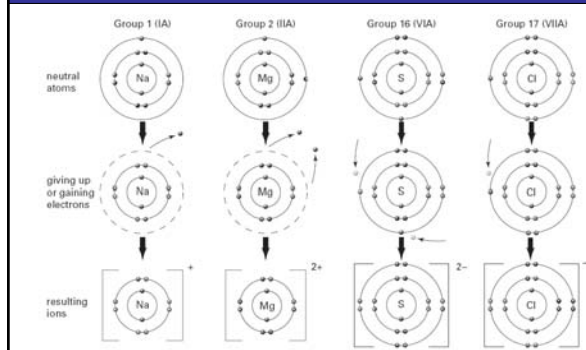 Group 1 (IA) Group 2 (IIA) Group 16 (VIA) Group 17 (VIIA)
neutral
atoms
Na Mg S Cl
giving up
or gaining
electrons
Na Mg S Cl
+ 2+ 2– –
resulting
ions
Na Mg S Cl